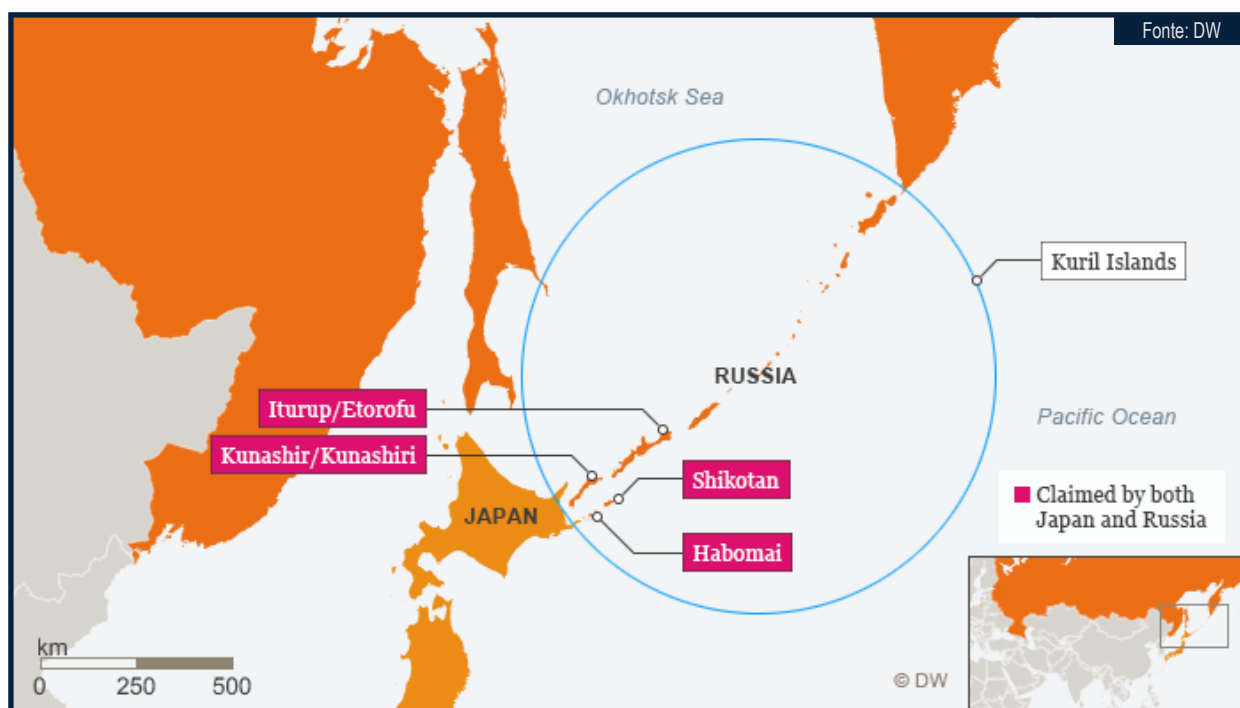 Fonte: DW
Okhotsk Sea
Kuril Islands
RUSSIA
Iturup/Etorofu
Pacific Ocean
Kunashir/Kunashiri
Shikotan
Claimed by both
Japan and Russia
JAPAN
Habomai
km
0 250 500
© DW